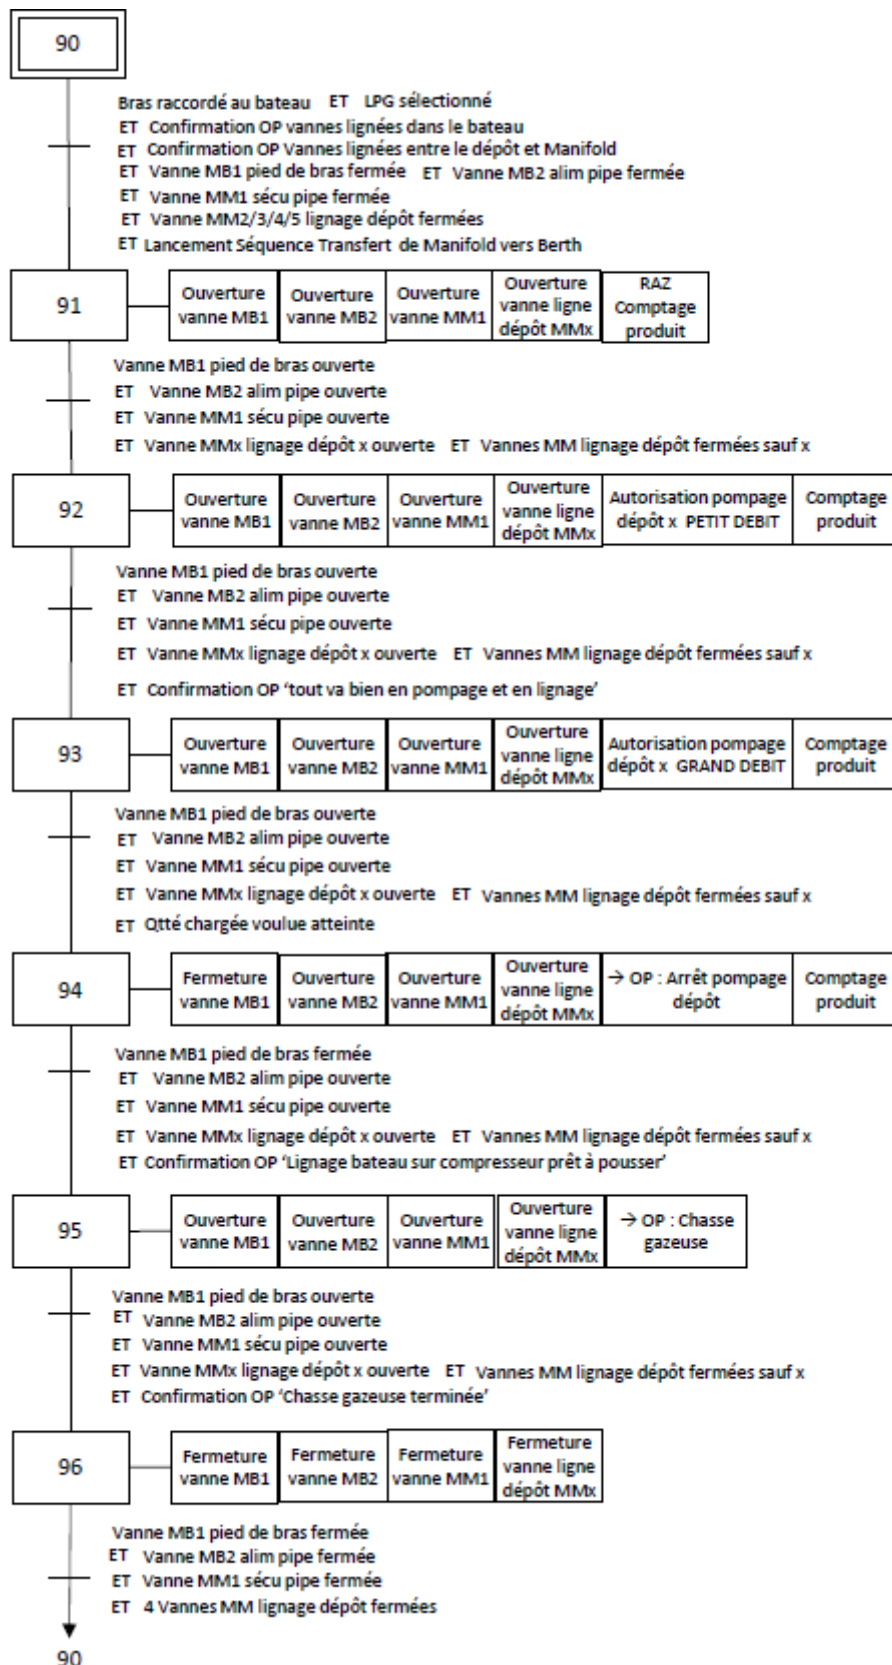 90
Bras raccordé au bateau ET LPG sélectionné
ET Confirmation OP vannes lignées dans le bateau
ET Confirmation OP Vannes lignées entre le dépôt et Manifold
ET Vanne MB1 pied de bras fermée ET Vanne MB2 alim pipe fermée
ET Vanne MM1 sécu pipe fermée
ET Vanne MM2/3/4/5 lignage dépôt fermées
ET Lancement Séquence Transfert de Manifold vers Berth
91
Ouverture
vanne MB1
Ouverture
vanne MB2
Ouverture
vanne MM1
Ouverture
vanne ligne
dépôt MMx
RAZ
Comptage
produit
Vanne MB1 pied de bras ouverte
ET Vanne MB2 alim pipe ouverte
ET Vanne MM1 sécu pipe ouverte
ET Vanne MMx lignage dépôt x ouverte ET Vannes MM lignage dépôt fermées sauf x
92
Ouverture
vanne MB1
Ouverture
vanne MB2
Ouverture
vanne MM1
Ouverture
vanne ligne
dépôt MMx
Autorisation pompage
dépôt x PETIT DEBIT
Comptage
produit
Vanne MB1 pied de bras ouverte
ET Vanne MB2 alim pipe ouverte
ET Vanne MM1 sécu pipe ouverte
ET Vanne MMx lignage dépôt x ouverte ET Vannes MM lignage dépôt fermées sauf x
ET Confirmation OP ‘tout va bien en pompage et en lignage’
93
Ouverture
vanne MB1
Ouverture
vanne MB2
Ouverture
vanne MM1
Ouverture
vanne ligne
dépôt MMx
Autorisation pompage
dépôt x GRAND DEBIT
Comptage
produit
Vanne MB1 pied de bras ouverte
ET Vanne MB2 alim pipe ouverte
ET Vanne MM1 sécu pipe ouverte
ET Vanne MMx lignage dépôt x ouverte ET Vannes MM lignage dépôt fermées sauf x
ET Qtté chargée voulue atteinte
94
Fermeture
vanne MB1
Ouverture
vanne MB2
Ouverture
vanne MM1
Ouverture
vanne ligne
dépôt MMx
→ OP : Arrêt pompage
dépôt
Comptage
produit
Vanne MB1 pied de bras fermée
ET Vanne MB2 alim pipe ouverte
ET Vanne MM1 sécu pipe ouverte
ET Vanne MMx lignage dépôt x ouverte ET Vannes MM lignage dépôt fermées sauf x
ET Confirmation OP ‘Lignage bateau sur compresseur prêt à pousser’
95
Ouverture
vanne MB1
Ouverture
vanne MB2
Ouverture
vanne MM1
Ouverture
vanne ligne
dépôt MMx
→ OP : Chasse
gazeuse
Vanne MB1 pied de bras ouverte
ET Vanne MB2 alim pipe ouverte
ET Vanne MM1 sécu pipe ouverte
ET Vanne MMx lignage dépôt x ouverte ET Vannes MM lignage dépôt fermées sauf x
ET Confirmation OP ‘Chasse gazeuse terminée’
96
Fermeture
vanne MB1
Fermeture
vanne MB2
Fermeture
vanne MM1
Fermeture
vanne ligne
dépôt MMx
Vanne MB1 pied de bras fermée
ET Vanne MB2 alim pipe fermée
ET Vanne MM1 sécu pipe fermée
ET 4 Vannes MM lignage dépôt fermées
90